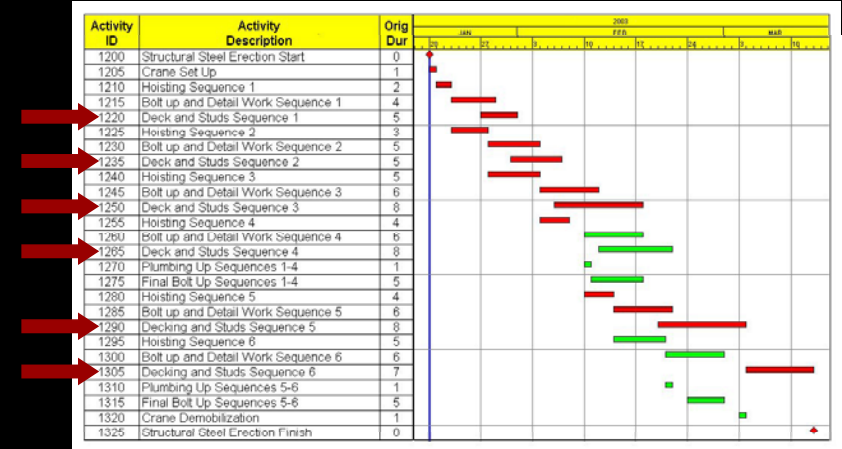 Activity ID Activity Description Orig Dur 2003
JAN FEB MAR
20 27 3 10 17 24 3 10
1200 Structural Steel Erection Start 0
1205 Crane Set Up 1
1210 Hoisting Sequence 1 2
1215 Bolt up and Detail Work Sequence 1 4
1220 Deck and Studs Sequence 1 5
1225 Hoisting Sequence 2 3
1230 Bolt up and Detail Work Sequence 2 5
1235 Deck and Studs Sequence 2 5
1240 Hoisting Sequence 3 5
1245 Bolt up and Detail Work Sequence 3 6
1250 Deck and Studs Sequence 3 8
1255 Hoisting Sequence 4 4
1260 Bolt up and Detail Work Sequence 4 6
1265 Deck and Studs Sequence 4 8
1270 Plumbing Up Sequences 1-4 1
1275 Final Bolt Up Sequences 1-4 5
1280 Hoisting Sequence 5 4
1285 Bolt up and Detail Work Sequence 5 6
1290 Decking and Studs Sequence 5 8
1295 Hoisting Sequence 6 5
1300 Bolt up and Detail Work Sequence 6 6
1305 Decking and Studs Sequence 6 7
1310 Plumbing Up Sequences 5-6 1
1315 Final Bolt Up Sequences 5-6 5
1320 Crane Demobilization 1
1325 Structural Steel Erection Finish 0